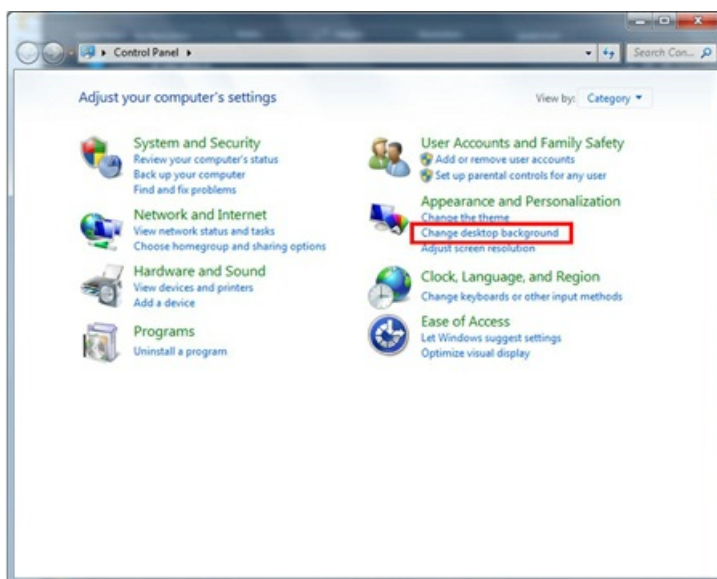 Control Panel
Search Con...
Adjust your computer's settings
View by: Category
System and Security
Review your computer's status
Back up your computer
Find and fix problems
Network and Internet
View network status and tasks
Choose homegroup and sharing options
Hardware and Sound
View devices and printers
Add a device
Programs
Uninstall a program
User Accounts and Family Safety
Add or remove user accounts
Set up parental controls for any user
Appearance and Personalization
Change the theme
Change desktop background
Adjust screen resolution
Clock, Language, and Region
Change keyboards or other input methods
Ease of Access
Let Windows suggest settings
Optimize visual display